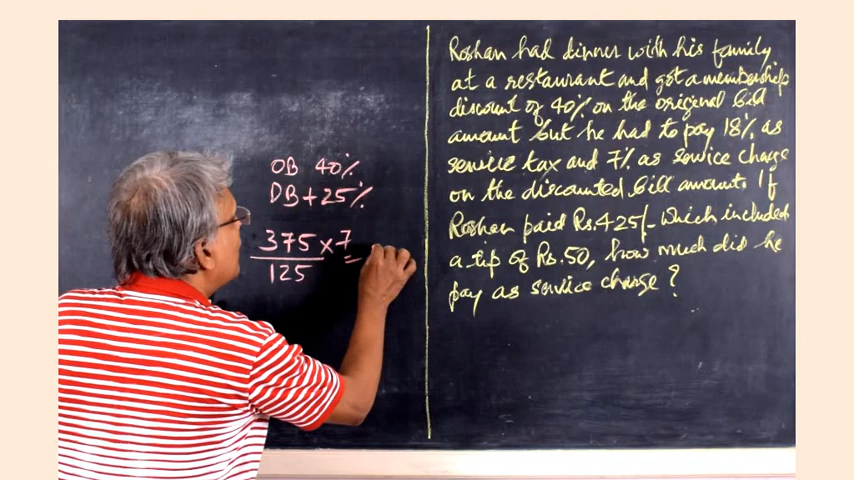 OB 40%
DB + 25%
375 x 7
125
Roshan had dinner with his family
at a restaurant and got a membership
discount of 40% on the original bill
amount but he had to pay 18% as
service tax and 7% as service charge
on the discounted bill amount. If
Roshan paid Rs.425/- which included
a tip of Rs.50, how much did he
pay as service charge?